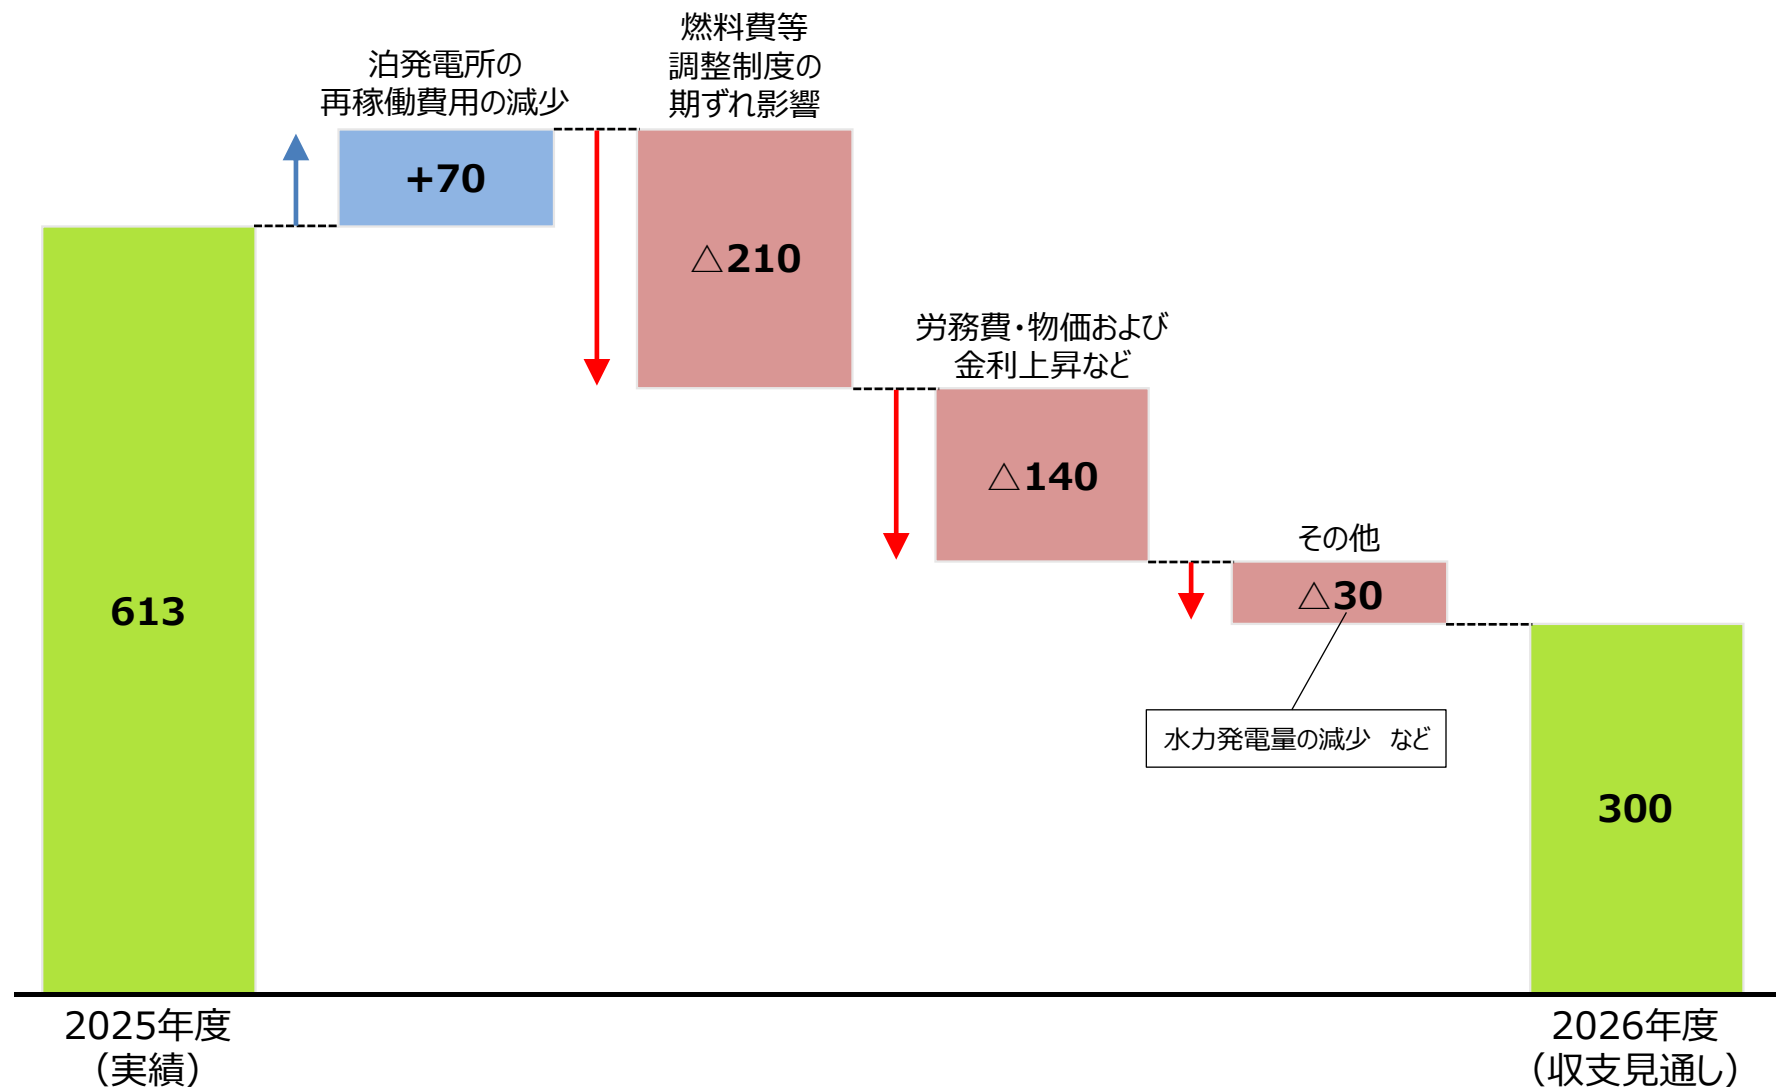 泊発電所の
再稼働費用の減少
燃料費等
調整制度の
期ずれ影響
+70
△210
労務費・物価および
金利上昇など
△140
その他
△30
水力発電量の減少　など
613
300
2025年度
（実績）
2026年度
（収支見通し）